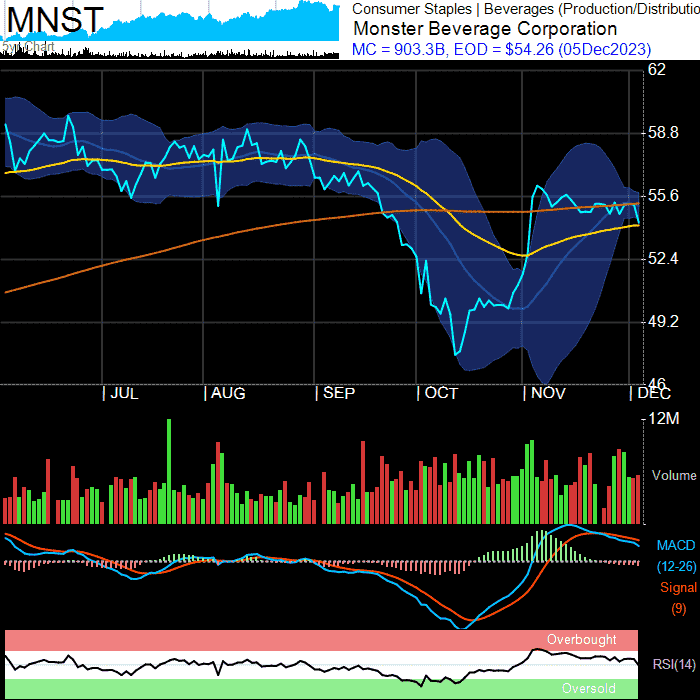 MNST
5yr Chart
Consumer Staples | Beverages (Production/Distributio
Monster Beverage Corporation
MC = 903.3B, EOD = $54.26 (05Dec2023)
62
58.8
55.6
52.4
49.2
46
| JUL | AUG | SEP | OCT | NOV | DEC
12M
Volume
MACD
(12-26)
Signal
(9)
Overbought
RSI(14)
Oversold